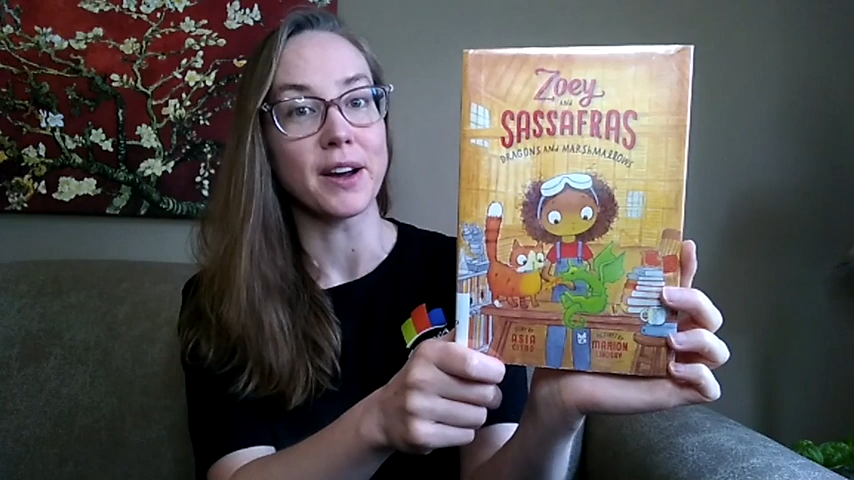 Zoey
AND
SASSAFRAS
DRAGONS AND MARSHMALLOWS
ASIA
CITRO
MARION
LINDSAY